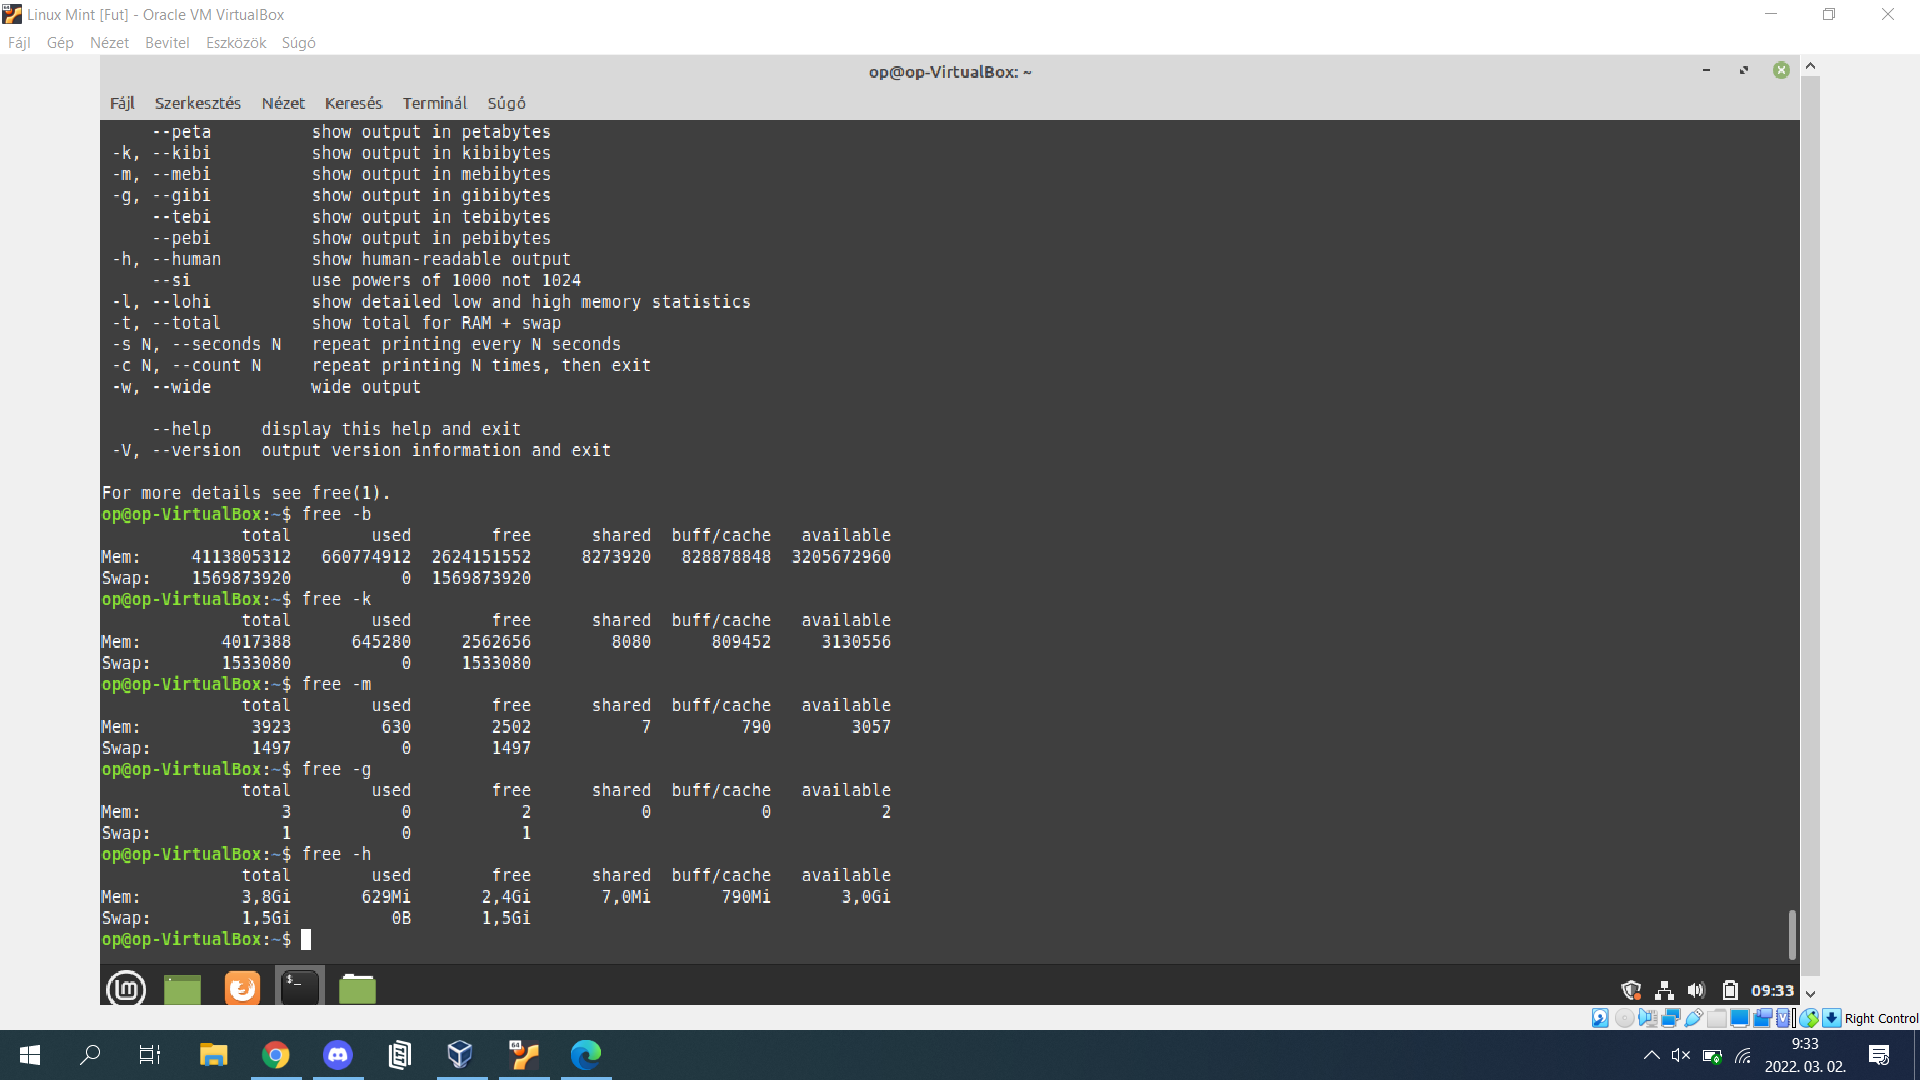 Linux Mint [Fut] - Oracle VM VirtualBox
Fájl Gép Nézet Bevitel Eszközök Súgó
op@op-VirtualBox: ~
Fájl Szerkesztés Nézet Keresés Terminál Súgó
--peta show output in petabytes
-k, --kibi show output in kibibytes
-m, --mebi show output in mebibytes
-g, --gibi show output in gibibytes
--tebi show output in tebibytes
--pebi show output in pebibytes
-h, --human show human-readable output
--si use powers of 1000 not 1024
-l, --lohi show detailed low and high memory statistics
-t, --total show total for RAM + swap
-s N, --seconds N repeat printing every N seconds
-c N, --count N repeat printing N times, then exit
-w, --wide wide output
--help display this help and exit
-V, --version output version information and exit
For more details see free(1).
op@op-VirtualBox:~$ free -b
total used free shared buff/cache available
Mem: 4113805312 660774912 2624151552 8273920 828878848 3205672960
Swap: 1569873920 0 1569873920
op@op-VirtualBox:~$ free -k
total used free shared buff/cache available
Mem: 4017388 645280 2562656 8080 809452 3130556
Swap: 1533080 0 1533080
op@op-VirtualBox:~$ free -m
total used free shared buff/cache available
Mem: 3923 630 2502 7 790 3057
Swap: 1497 0 1497
op@op-VirtualBox:~$ free -g
total used free shared buff/cache available
Mem: 3 0 2 0 0 2
Swap: 1 0 1
op@op-VirtualBox:~$ free -h
total used free shared buff/cache available
Mem: 3,8Gi 629Mi 2,4Gi 7,0Mi 790Mi 3,0Gi
Swap: 1,5Gi 0B 1,5Gi
op@op-VirtualBox:~$
09:33
Right Control
9:33
2022. 03. 02.